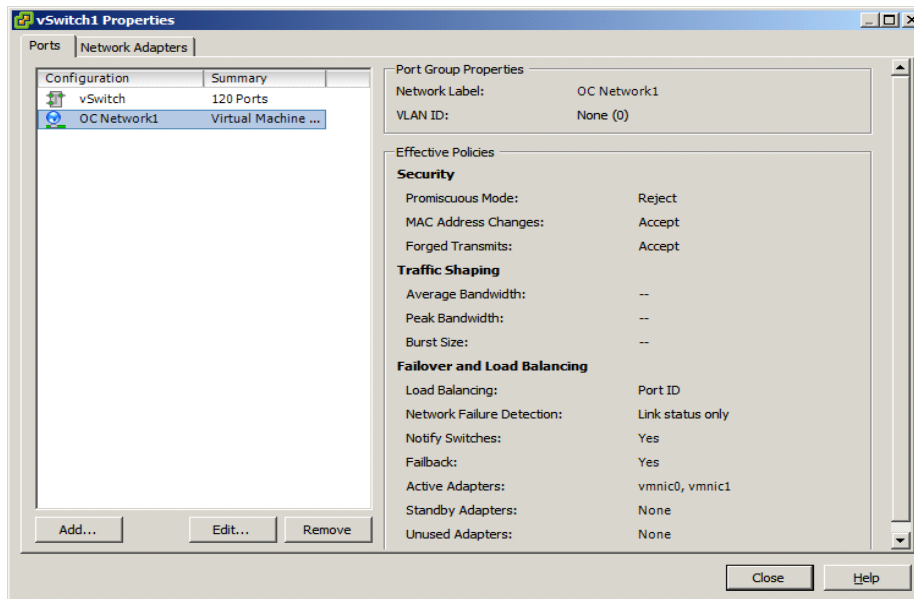 vSwitch1 Properties
Ports Network Adapters
Configuration Summary
vSwitch 120 Ports
OC Network1 Virtual Machine ...
Add... Edit... Remove
Port Group Properties
Network Label: OC Network1
VLAN ID: None (0)
Effective Policies
Security
Promiscuous Mode: Reject
MAC Address Changes: Accept
Forged Transmits: Accept
Traffic Shaping
Average Bandwidth: --
Peak Bandwidth: --
Burst Size: --
Failover and Load Balancing
Load Balancing: Port ID
Network Failure Detection: Link status only
Notify Switches: Yes
Failback: Yes
Active Adapters: vmnic0, vmnic1
Standby Adapters: None
Unused Adapters: None
Close Help